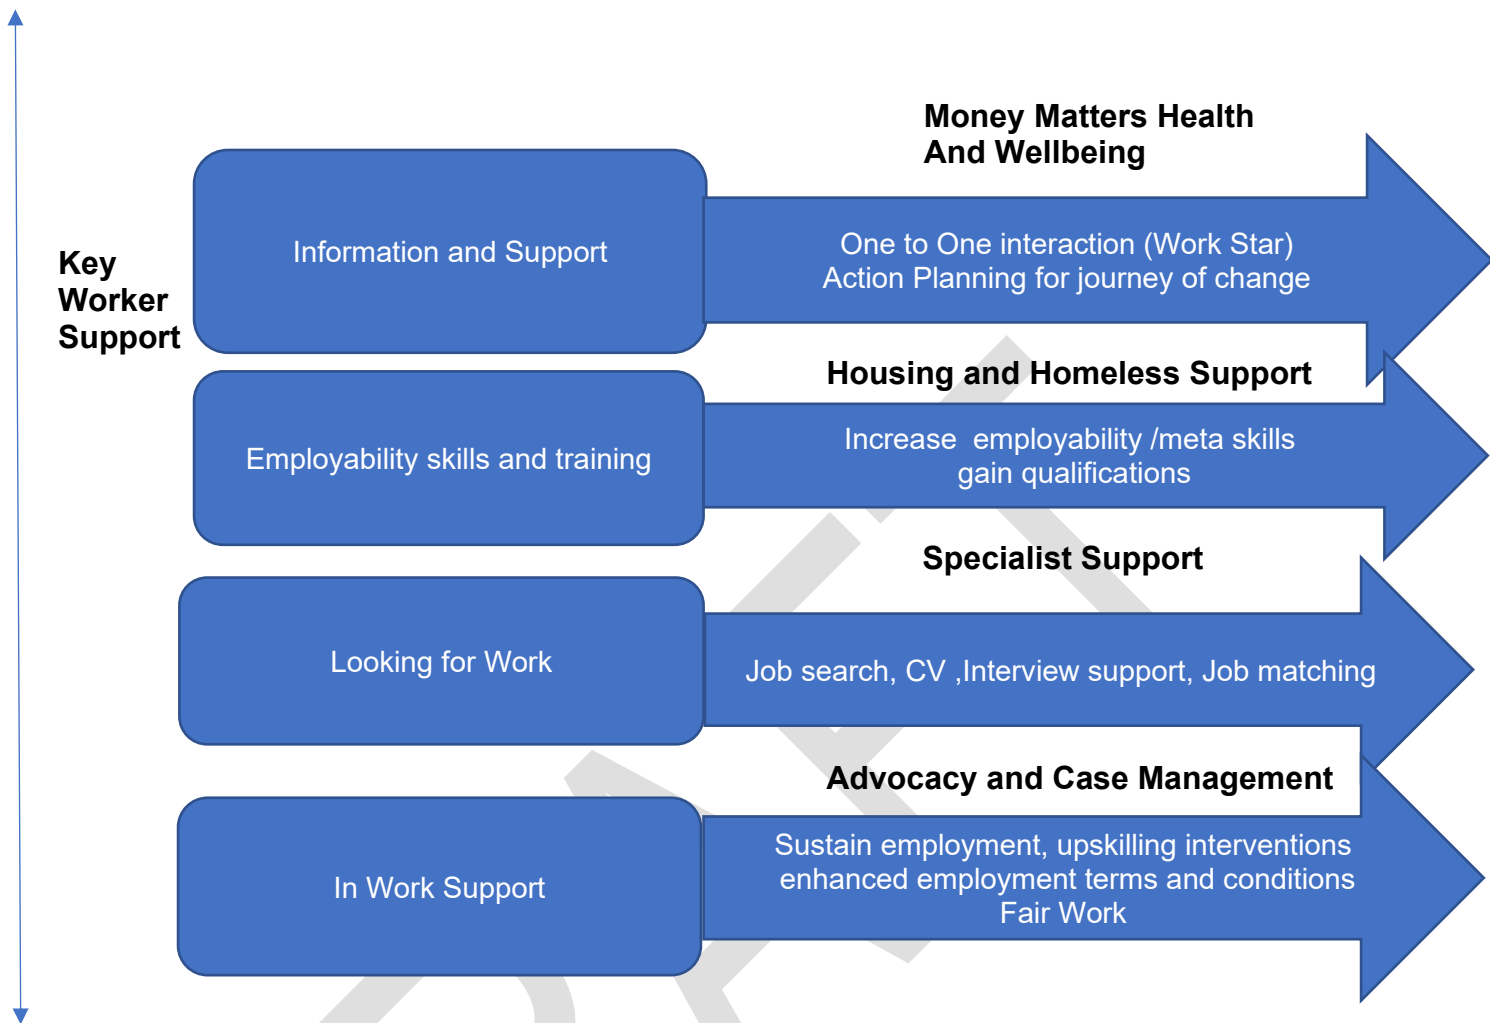 Money Matters Health
And Wellbeing
Key
Worker
Support
Information and Support
One to One interaction (Work Star)
Action Planning for journey of change
Housing and Homeless Support
Employability skills and training
Increase  employability /meta skills
gain qualifications
Specialist Support
Looking for Work
Job search, CV ,Interview support, Job matching
Advocacy and Case Management
In Work Support
Sustain employment, upskilling interventions
enhanced employment terms and conditions
Fair Work
DRAFT